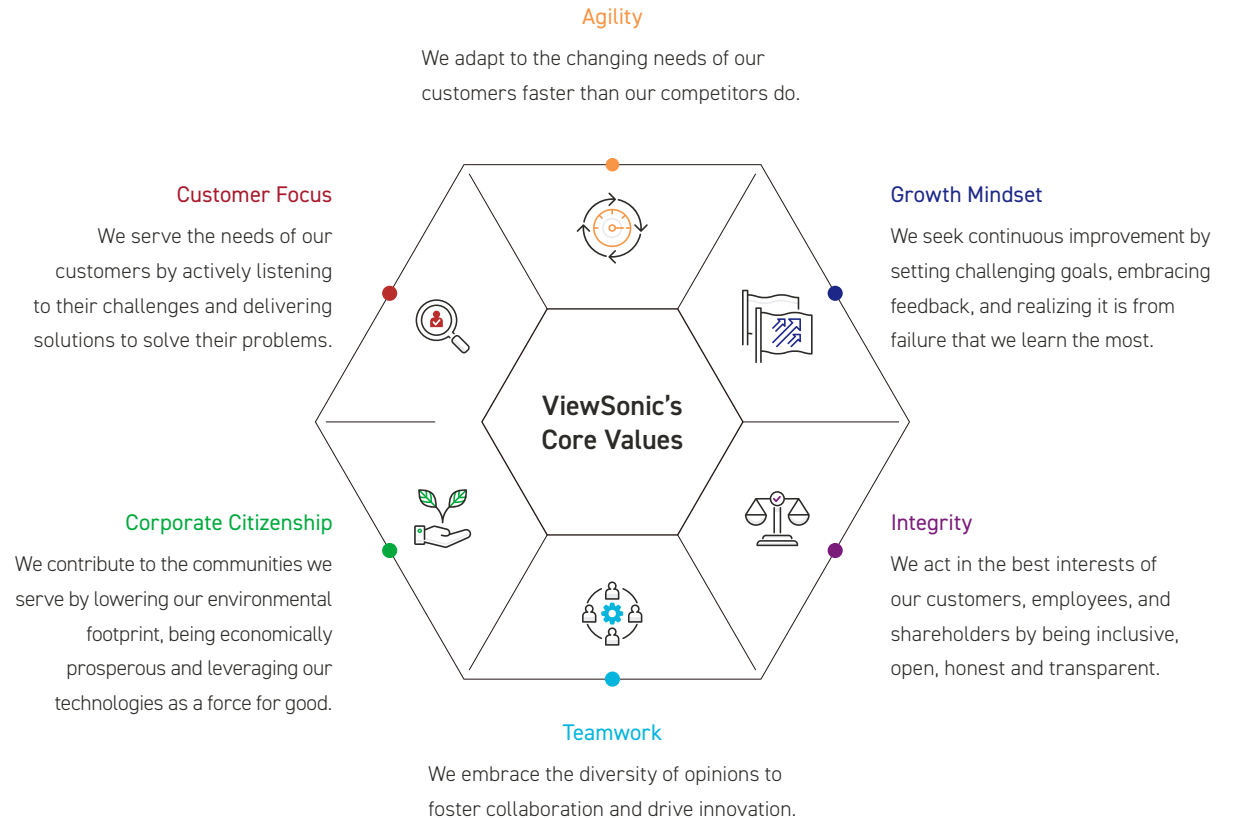 Agility
We adapt to the changing needs of our
customers faster than our competitors do.
Customer Focus
We serve the needs of our
customers by actively listening
to their challenges and delivering
solutions to solve their problems.
Growth Mindset
We seek continuous improvement by
setting challenging goals, embracing
feedback, and realizing it is from
failure that we learn the most.
ViewSonic's
Core Values
Corporate Citizenship
We contribute to the communities we
serve by lowering our environmental
footprint, being economically
prosperous and leveraging our
technologies as a force for good.
Integrity
We act in the best interests of
our customers, employees, and
shareholders by being inclusive,
open, honest and transparent.
Teamwork
We embrace the diversity of opinions to
foster collaboration and drive innovation.